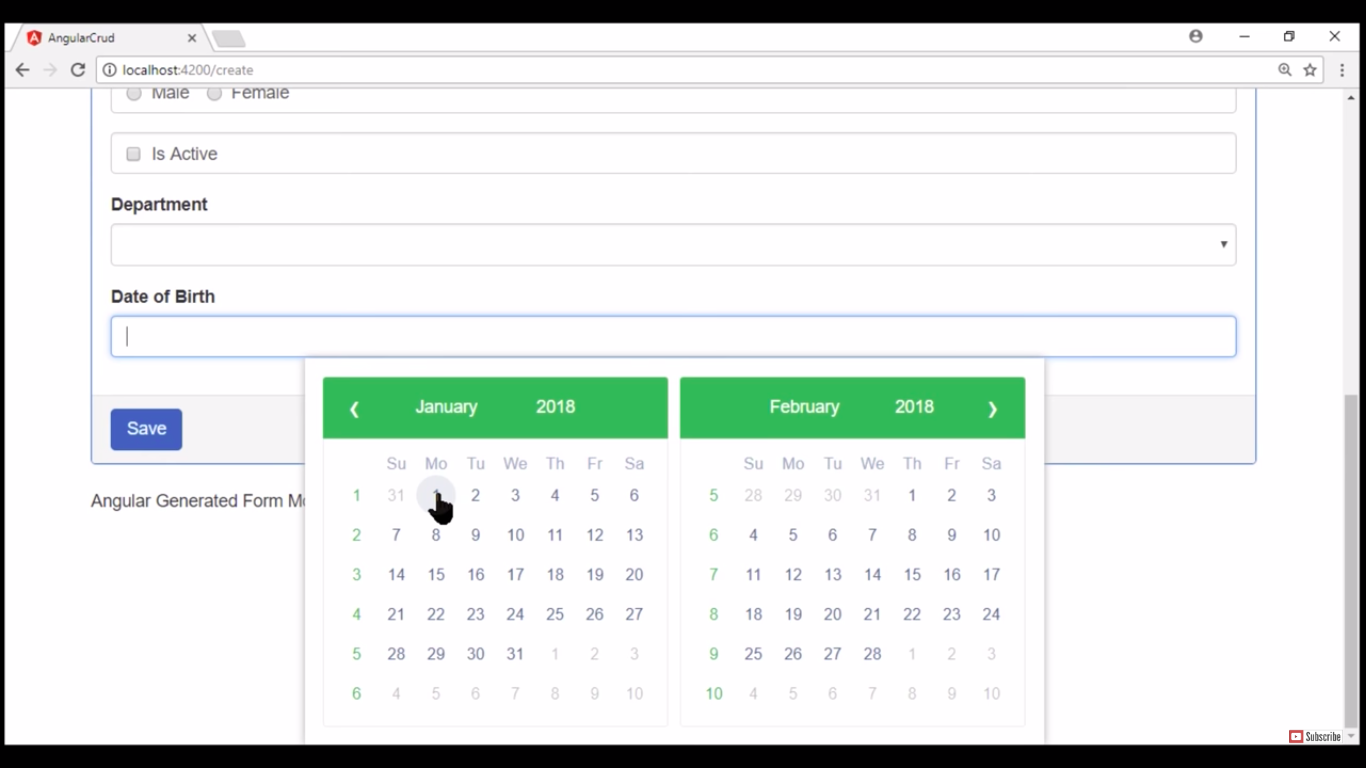 AngularCrud
localhost:4200/create
Male Female
Is Active
Department
Date of Birth
January 2018 February 2018
Save
Su Mo Tu We Th Fr Sa Su Mo Tu We Th Fr Sa
1 31 1 2 3 4 5 6 5 28 29 30 31 1 2 3
Angular Generated Form
2 7 8 9 10 11 12 13 6 4 5 6 7 8 9 10
3 14 15 16 17 18 19 20 7 11 12 13 14 15 16 17
4 21 22 23 24 25 26 27 8 18 19 20 21 22 23 24
5 28 29 30 31 1 2 3 9 25 26 27 28 1 2 3
6 4 5 6 7 8 9 10 10 4 5 6 7 8 9 10
Subscribe